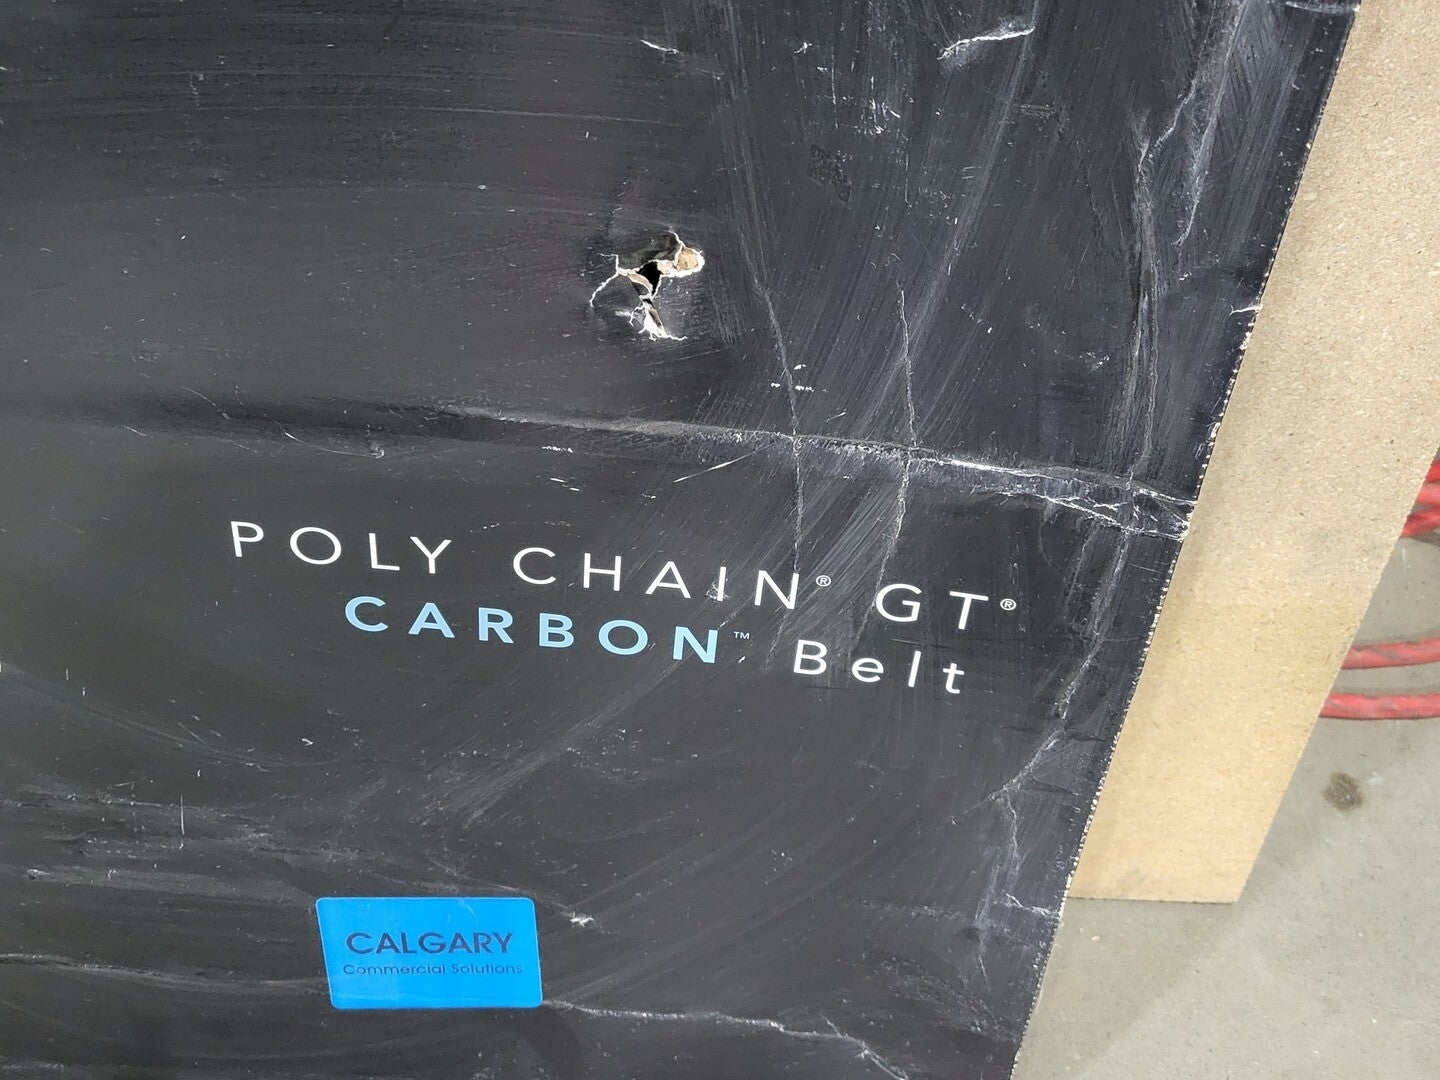 POLY CHAIN® GT®
CARBON™ Belt
CALGARY
Commercial Solutions